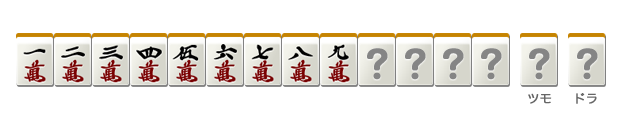 一萬 二萬 三萬 四萬 伍萬 六萬 七萬 八萬 九萬 ? ? ? ? ? ?
ツモ ドラ